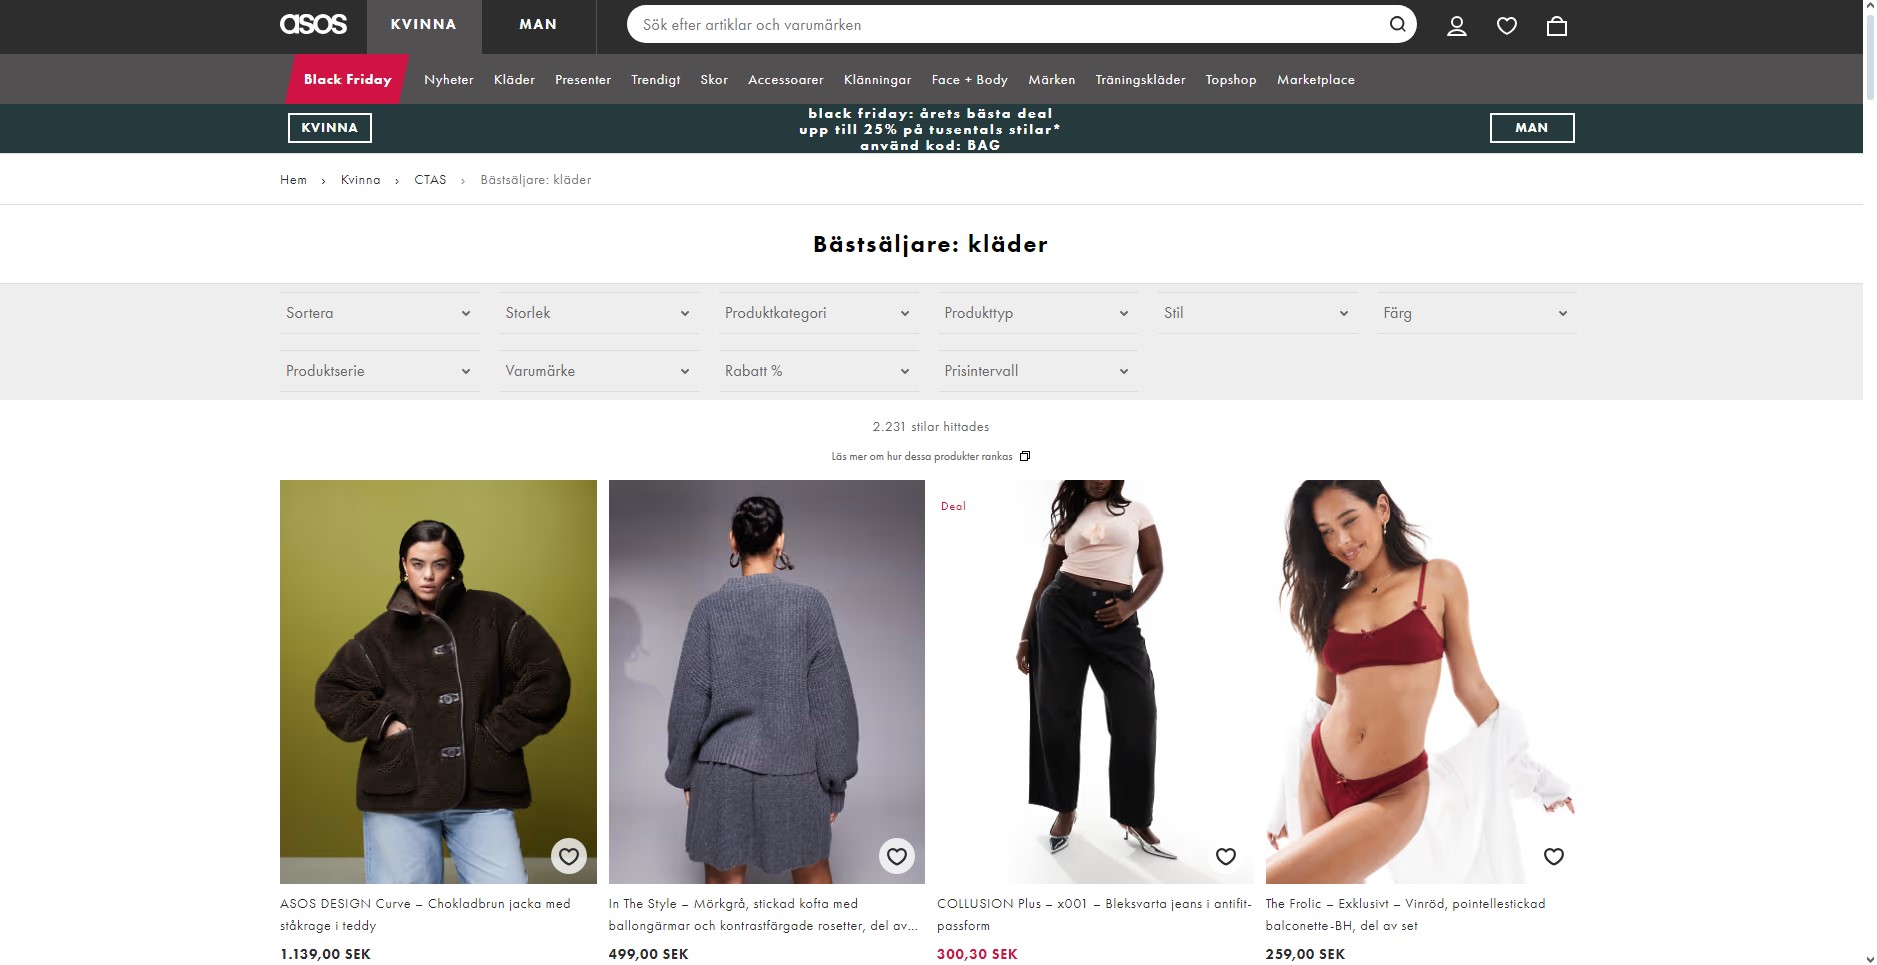 asos
KVINNA
MAN
Sök efter artiklar och varumärken
Black Friday
Nyheter
Kläder
Presenter
Trendigt
Skor
Accessoarer
Klänningar
Face + Body
Märken
Träningskläder
Topshop
Marketplace
KVINNA
black friday: årets bästa deal
upp till 25% på tusentals stilar*
använd kod: BAG
MAN
Hem › Kvinna › CTAS › Bästsäljare: kläder
Bästsäljare: kläder
Sortera
Storlek
Produktkategori
Produkttyp
Stil
Färg
Produktserie
Varumärke
Rabatt %
Prisintervall
2.231 stilar hittades
Läs mer om hur dessa produkter rankas
Deal
ASOS DESIGN Curve – Chokladbrun jacka med
ståkrage i teddy
1.139,00 SEK
In The Style – Mörkgrå, stickad kofta med
ballongärmar och kontrastfärgade rosetter, del av...
499,00 SEK
COLLUSION Plus – x001 – Bleksvarta jeans i antifit-
passform
300,30 SEK
The Frolic – Exklusivt – Vinröd, pointellestickad
balconette-BH, del av set
259,00 SEK